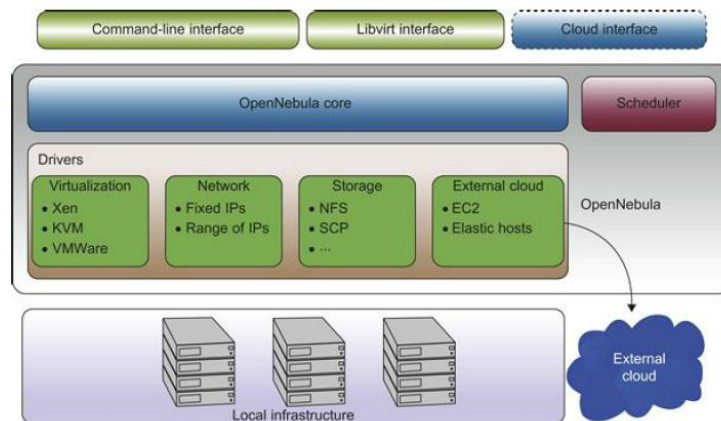 Command-line interface
Libvirt interface
Cloud interface
OpenNebula core
Scheduler
Drivers
Virtualization
• Xen
• KVM
• VMWare
Network
• Fixed IPs
• Range of IPs
Storage
• NFS
• SCP
• ...
External cloud
• EC2
• Elastic hosts
OpenNebula
External
cloud
Local infrastructure